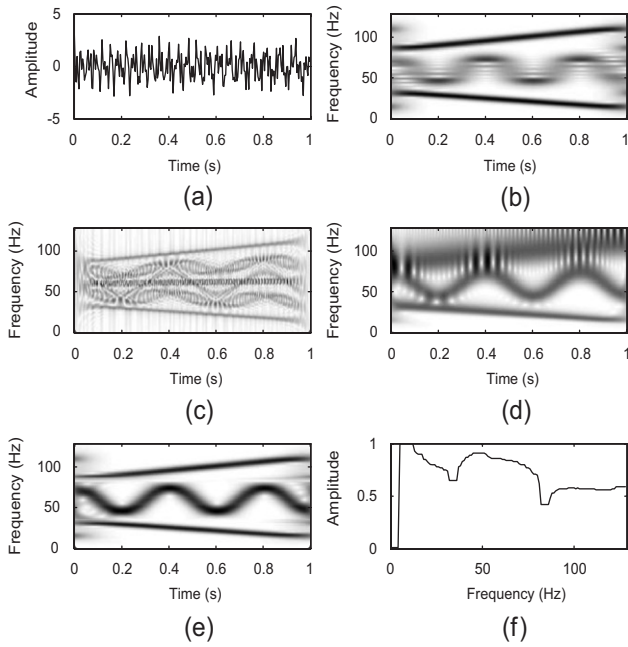 5
0
-5
Amplitude
0 0.2 0.4 0.6 0.8 1
Time (s)
(a)
100
50
0
Frequency (Hz)
0 0.2 0.4 0.6 0.8 1
Time (s)
(b)
100
50
0
Frequency (Hz)
0 0.2 0.4 0.6 0.8 1
Time (s)
(c)
100
50
0
Frequency (Hz)
0 0.2 0.4 0.6 0.8 1
Time (s)
(d)
100
50
0
Frequency (Hz)
0 0.2 0.4 0.6 0.8 1
Time (s)
(e)
1
0.5
0
Amplitude
0 50 100
Frequency (Hz)
(f)